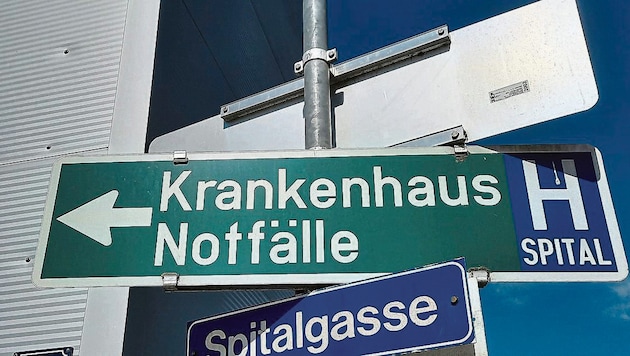 Krankenhaus
Notfälle
H
SPITAL
Spitalgasse